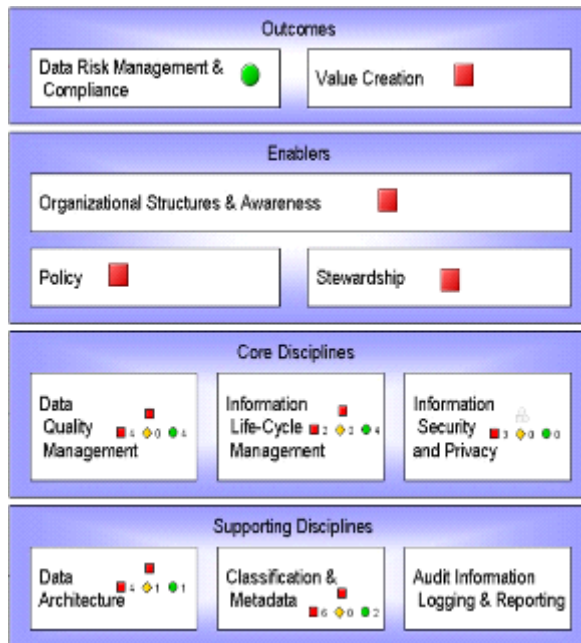 Outcomes
Data Risk Management &
Compliance
Value Creation
Enablers
Organizational Structures & Awareness
Policy
Stewardship
Core Disciplines
Data
Quality
4 0 4
Management
Information
Life-Cycle
2 2 4
Management
Information
Security
3 0 0
and Privacy
Supporting Disciplines
Data
4 1 1
Architecture
Classification &
Metadata
6 0 2
Audit Information
Logging & Reporting